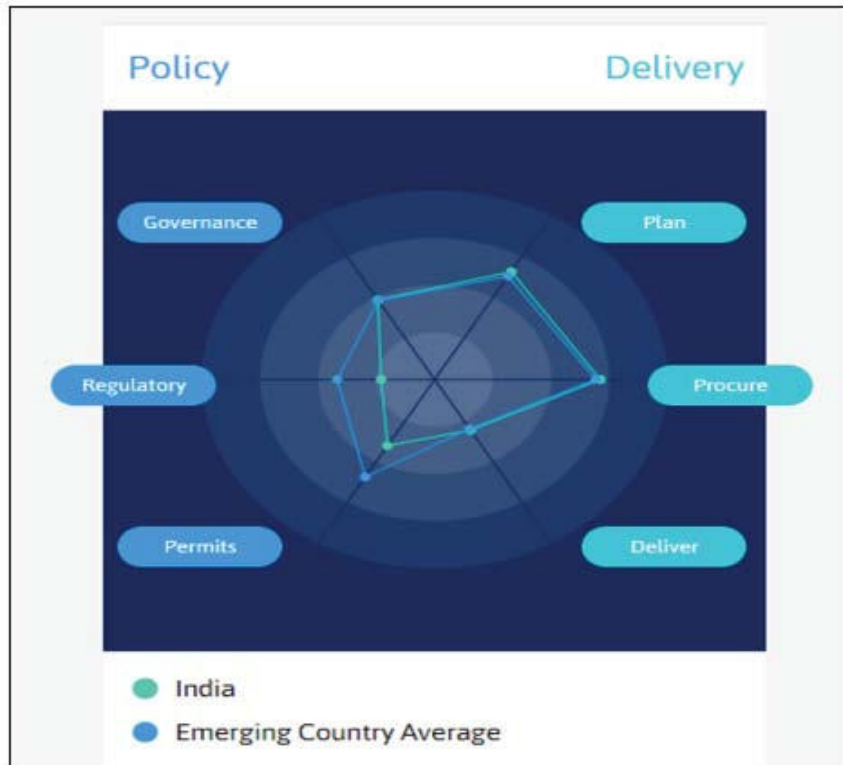 Policy
Delivery
Governance
Plan
Regulatory
Procure
Permits
Deliver
India
Emerging Country Average